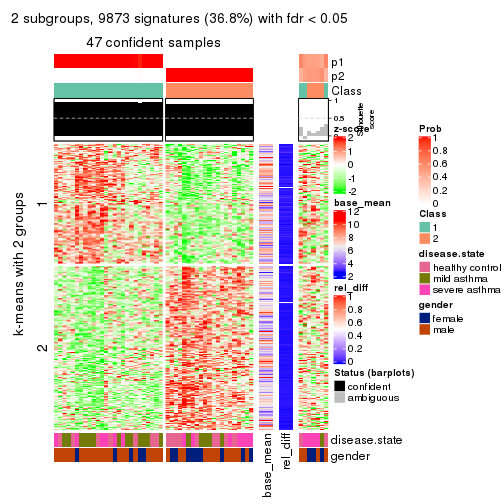 2 subgroups, 9873 signatures (36.8%) with fdr < 0.05
47 confident samples
p1
p2
Class
1
0.5
0
Silhouette
score
k-means with 2 groups
1
2
z-score
2
1
0
-1
-2
base_mean
12
10
8
6
4
2
rel_diff
1
0.8
0.6
0.4
0.2
0
Status (barplots)
confident
ambiguous
Prob
1
0.8
0.6
0.4
0.2
0
Class
1
2
disease.state
healthy control
mild asthma
severe asthma
gender
female
male
disease.state
gender
base_mean
rel_diff